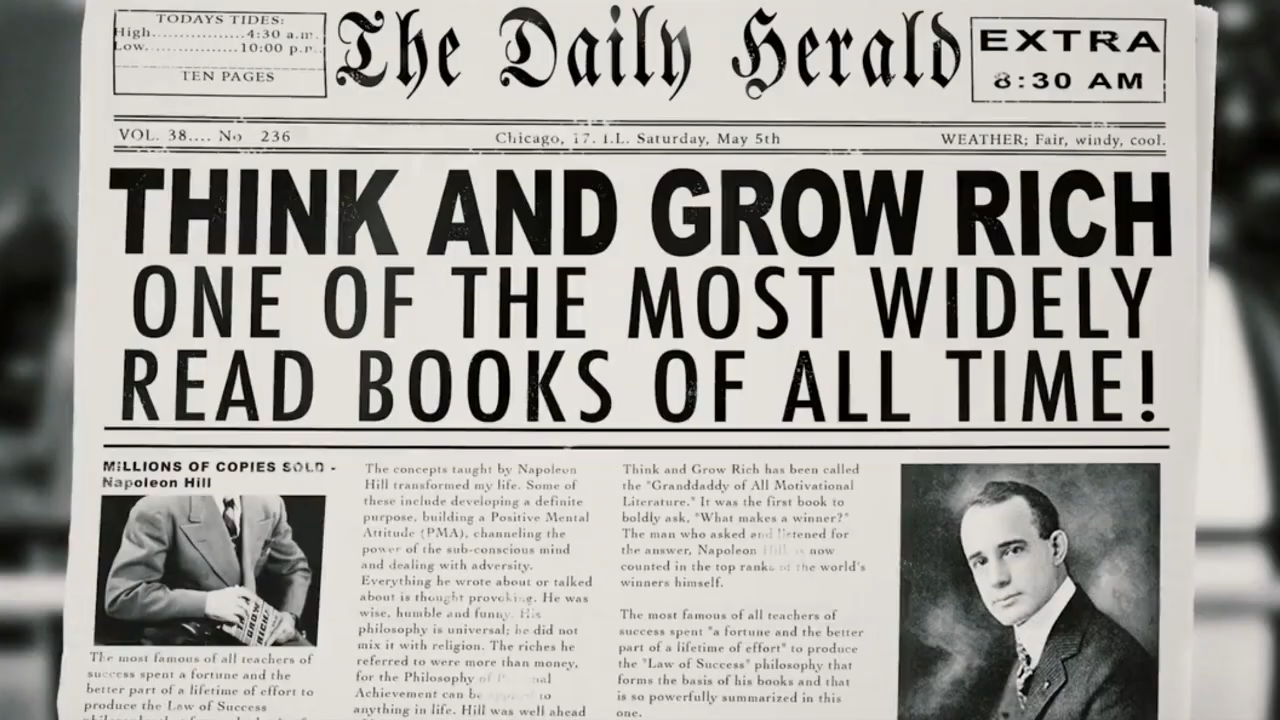 TODAYS TIDES:
High................4:30 a.m.
Low.................10:00 p.m.
TEN PAGES
The Daily Herald
EXTRA
8:30 AM
VOL. 38.... No 236
Chicago, 17. I.L. Saturday, May 5th
WEATHER; Fair, windy, cool.
THINK AND GROW RICH
ONE OF THE MOST WIDELY
READ BOOKS OF ALL TIME!
MILLIONS OF COPIES SOLD -
Napoleon Hill
GROW
RICH
The most famous of all teachers of
success spent a fortune and the
better part of a lifetime of effort to
produce the Law of Success
The concepts taught by Napoleon
Hill transformed my life. Some of
these include developing a definite
purpose, building a Positive Mental
Attitude (PMA), channeling the
power of the sub-conscious mind
and dealing with adversity.
Everything he wrote about or talked
about is thought provoking. He was
wise, humble and funny. His
philosophy is universal; he did not
mix it with religion. The riches he
referred to were more than money,
for the Philosophy of
Achievement can be to
anything in life. Hill was well ahead
Think and Grow Rich has been called
the "Granddaddy of All Motivational
Literature." It was the first book to
boldly ask, "What makes a winner?"
The man who asked and listened for
the answer, Napoleon Hill is now
counted in the top ranks of the world's
winners himself.
The most famous of all teachers of
success spent "a fortune and the better
part of a lifetime of effort" to produce
the "Law of Success" philosophy that
forms the basis of his books and that
is so powerfully summarized in this
one.